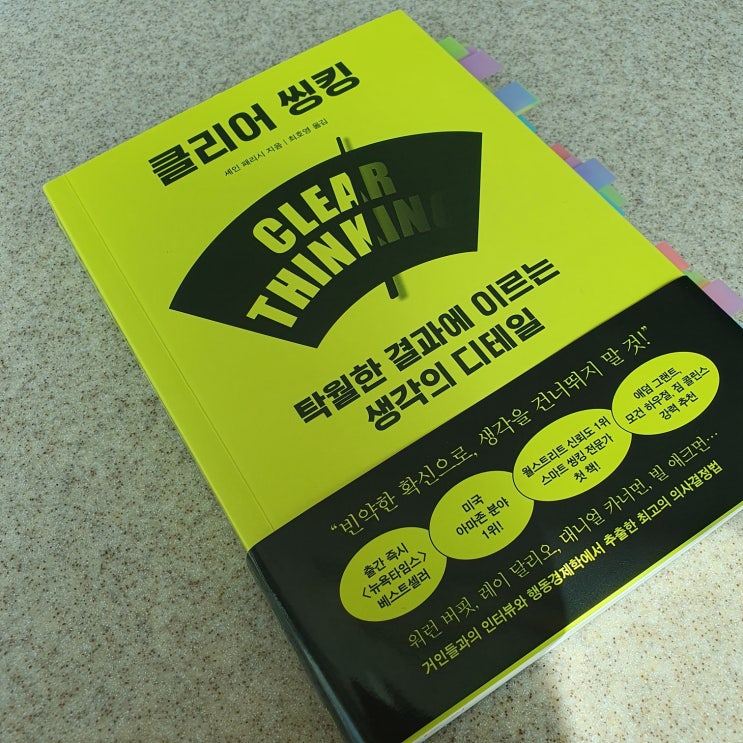 클리어 씽킹
셰인 패리시 지음 | 최호영 옮김
CLEAR
THINKING
탁월한 결과에 이르는
생각의 디테일
“빈약한 확신으로, 생각을 건너뛰지 말 것!”
출간 즉시
〈뉴욕타임스〉
베스트셀러
미국
아마존 분야
1위!
월스트리트 신뢰도 1위
스마트 씽킹 전문가
첫 책!
애덤 그랜트,
모건 하우절, 짐 콜린스
강력 추천
워런 버핏, 레이 달리오, 대니얼 카너먼, 빌 애크먼…
거인들과의 인터뷰와 행동경제학에서 추출한 최고의 의사결정법